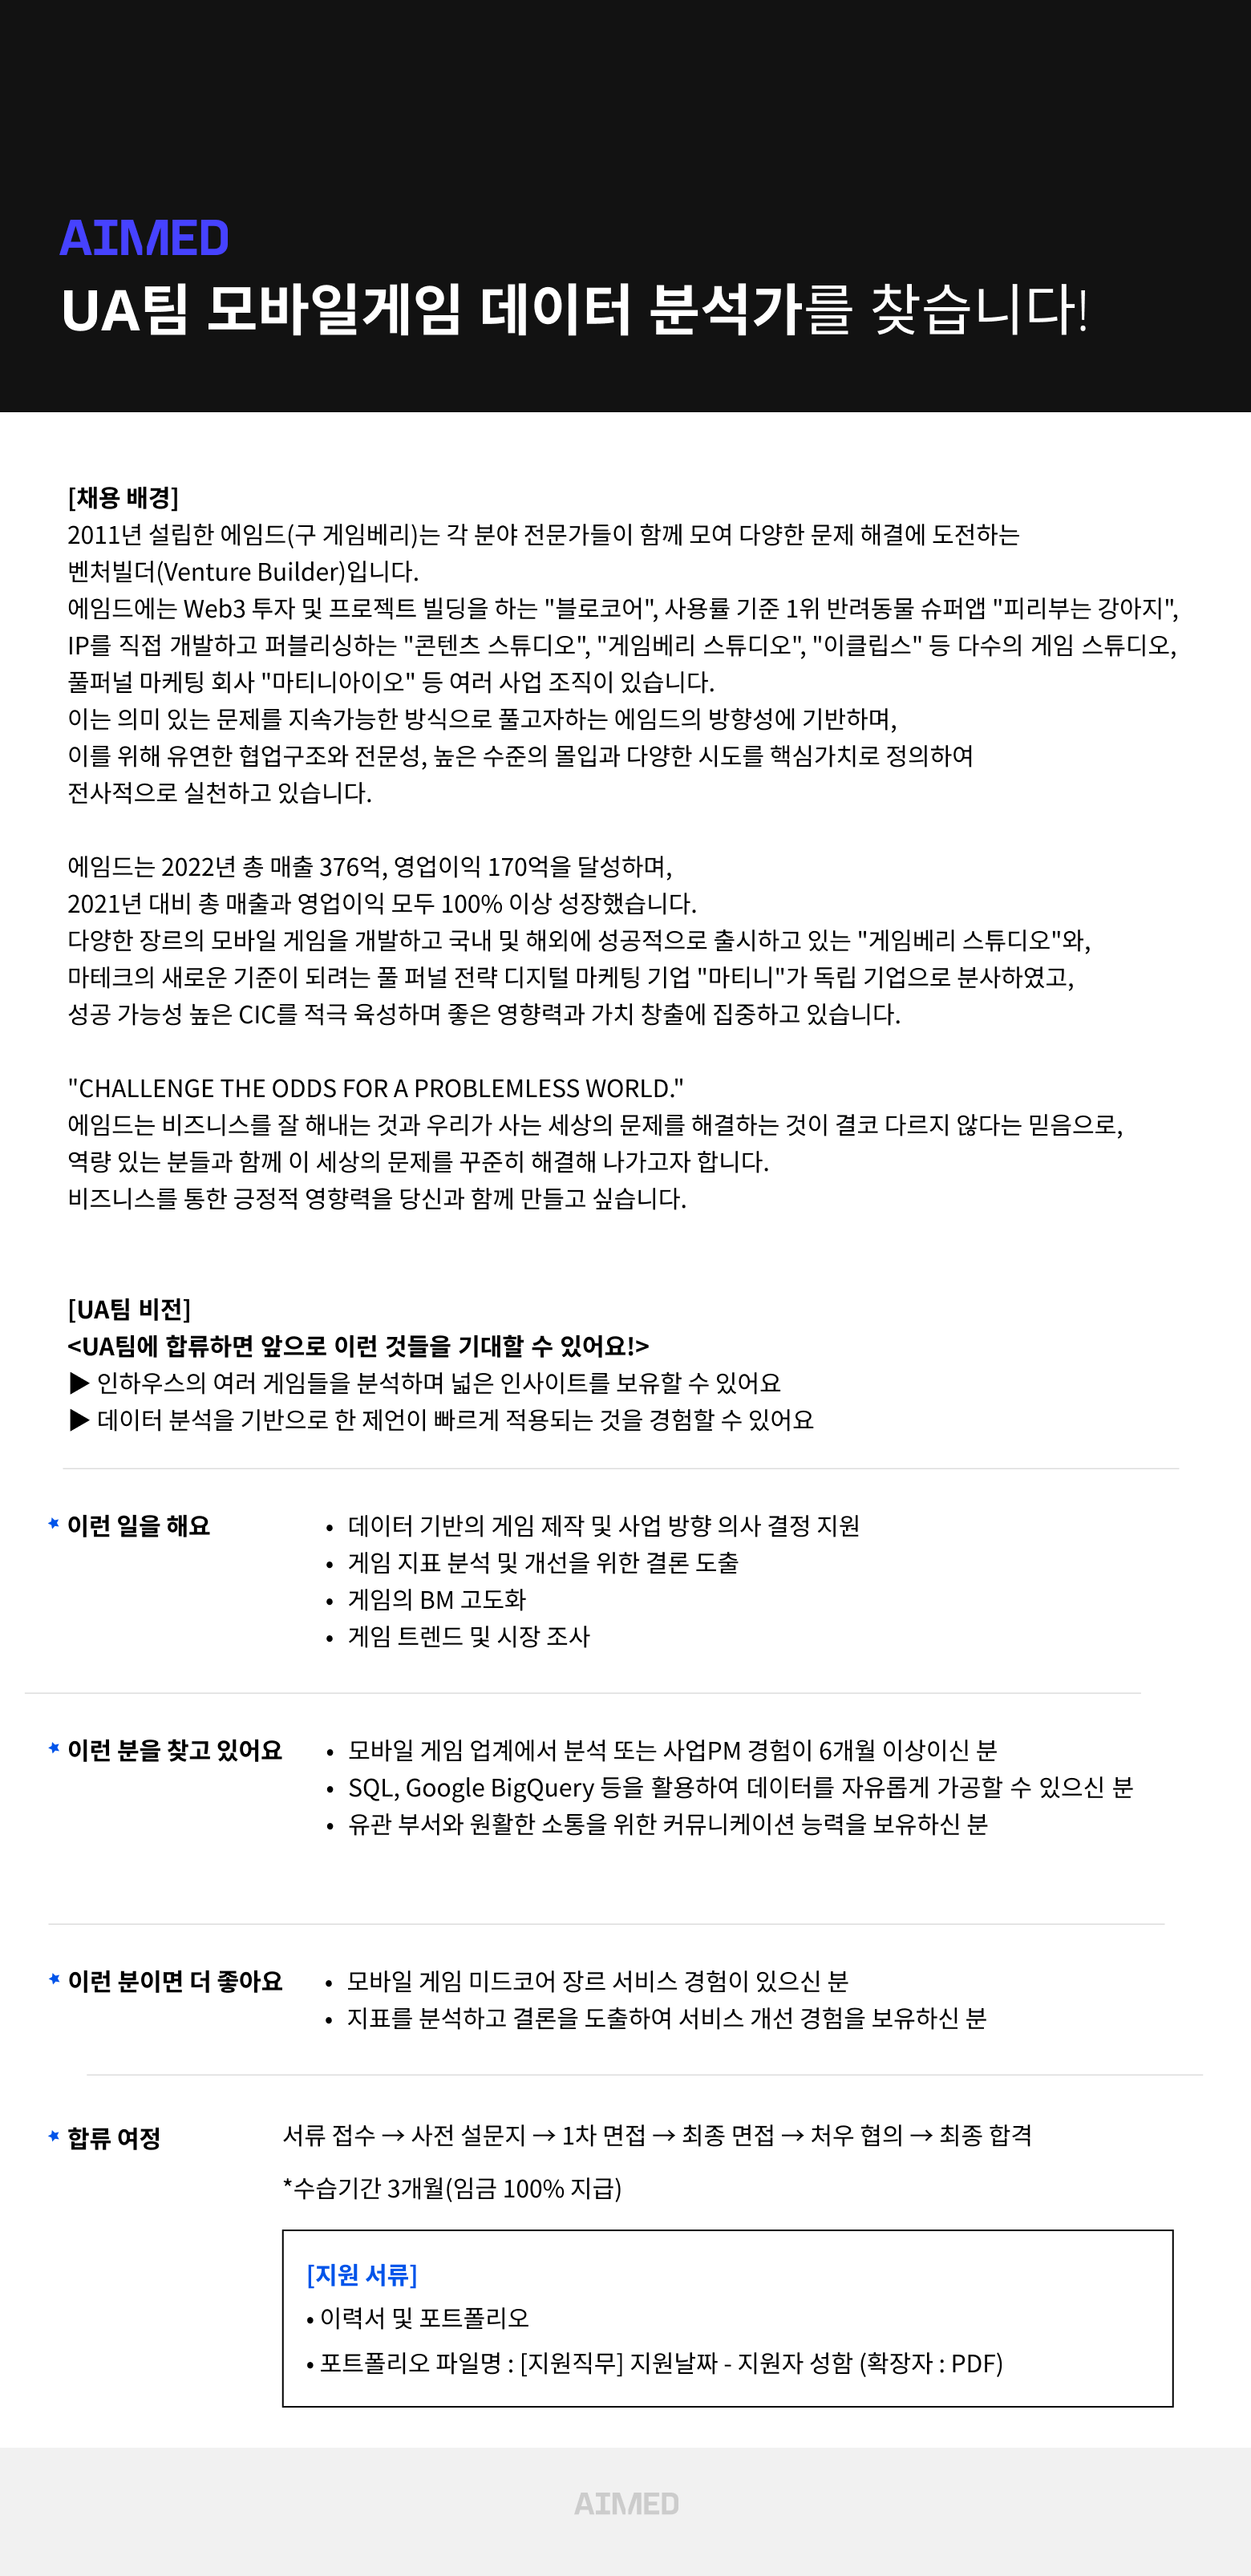 AIMED
UA팀 모바일게임 데이터 분석가를 찾습니다!
[채용 배경]
2011년 설립한 에임드(구 게임베리)는 각 분야 전문가들이 함께 모여 다양한 문제 해결에 도전하는
벤처빌더(Venture Builder)입니다.
에임드에는 Web3 투자 및 프로젝트 빌딩을 하는 "블로코어", 사용률 기준 1위 반려동물 슈퍼앱 "피리부는 강아지",
IP를 직접 개발하고 퍼블리싱하는 "콘텐츠 스튜디오", "게임베리 스튜디오", "이클립스" 등 다수의 게임 스튜디오,
풀퍼널 마케팅 회사 "마티니아이오" 등 여러 사업 조직이 있습니다.
이는 의미 있는 문제를 지속가능한 방식으로 풀고자하는 에임드의 방향성에 기반하며,
이를 위해 유연한 협업구조와 전문성, 높은 수준의 몰입과 다양한 시도를 핵심가치로 정의하여
전사적으로 실천하고 있습니다.
에임드는 2022년 총 매출 376억, 영업이익 170억을 달성하며,
2021년 대비 총 매출과 영업이익 모두 100% 이상 성장했습니다.
다양한 장르의 모바일 게임을 개발하고 국내 및 해외에 성공적으로 출시하고 있는 "게임베리 스튜디오"와,
마테크의 새로운 기준이 되려는 풀 퍼널 전략 디지털 마케팅 기업 "마티니"가 독립 기업으로 분사하였고,
성공 가능성 높은 CIC를 적극 육성하며 좋은 영향력과 가치 창출에 집중하고 있습니다.
"CHALLENGE THE ODDS FOR A PROBLEMLESS WORLD."
에임드는 비즈니스를 잘 해내는 것과 우리가 사는 세상의 문제를 해결하는 것이 결코 다르지 않다는 믿음으로,
역량 있는 분들과 함께 이 세상의 문제를 꾸준히 해결해 나가고자 합니다.
비즈니스를 통한 긍정적 영향력을 당신과 함께 만들고 싶습니다.
[UA팀 비전]
<UA팀에 합류하면 앞으로 이런 것들을 기대할 수 있어요!>
▶ 인하우스의 여러 게임들을 분석하며 넓은 인사이트를 보유할 수 있어요
▶ 데이터 분석을 기반으로 한 제언이 빠르게 적용되는 것을 경험할 수 있어요
이런 일을 해요
• 데이터 기반의 게임 제작 및 사업 방향 의사 결정 지원
• 게임 지표 분석 및 개선을 위한 결론 도출
• 게임의 BM 고도화
• 게임 트렌드 및 시장 조사
이런 분을 찾고 있어요
• 모바일 게임 업계에서 분석 또는 사업PM 경험이 6개월 이상이신 분
• SQL, Google BigQuery 등을 활용하여 데이터를 자유롭게 가공할 수 있으신 분
• 유관 부서와 원활한 소통을 위한 커뮤니케이션 능력을 보유하신 분
이런 분이면 더 좋아요
• 모바일 게임 미드코어 장르 서비스 경험이 있으신 분
• 지표를 분석하고 결론을 도출하여 서비스 개선 경험을 보유하신 분
합류 여정
서류 접수 → 사전 설문지 → 1차 면접 → 최종 면접 → 처우 협의 → 최종 합격
*수습기간 3개월(임금 100% 지급)
[지원 서류]
• 이력서 및 포트폴리오
• 포트폴리오 파일명 : [지원직무] 지원날짜 - 지원자 성함 (확장자 : PDF)
AIMED